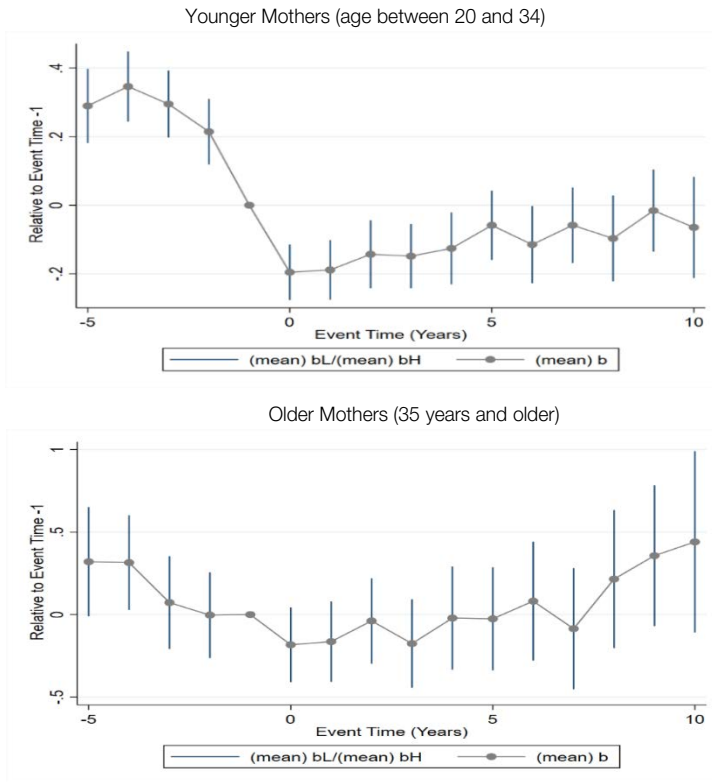 Younger Mothers (age between 20 and 34)
.4
.2
0
-.2
Relative to Event Time -1
-5
0
5
10
Event Time (Years)
(mean) bL/(mean) bH
(mean) b
Older Mothers (35 years and older)
1
.5
0
-.5
Relative to Event Time -1
-5
0
5
10
Event Time (Years)
(mean) bL/(mean) bH
(mean) b